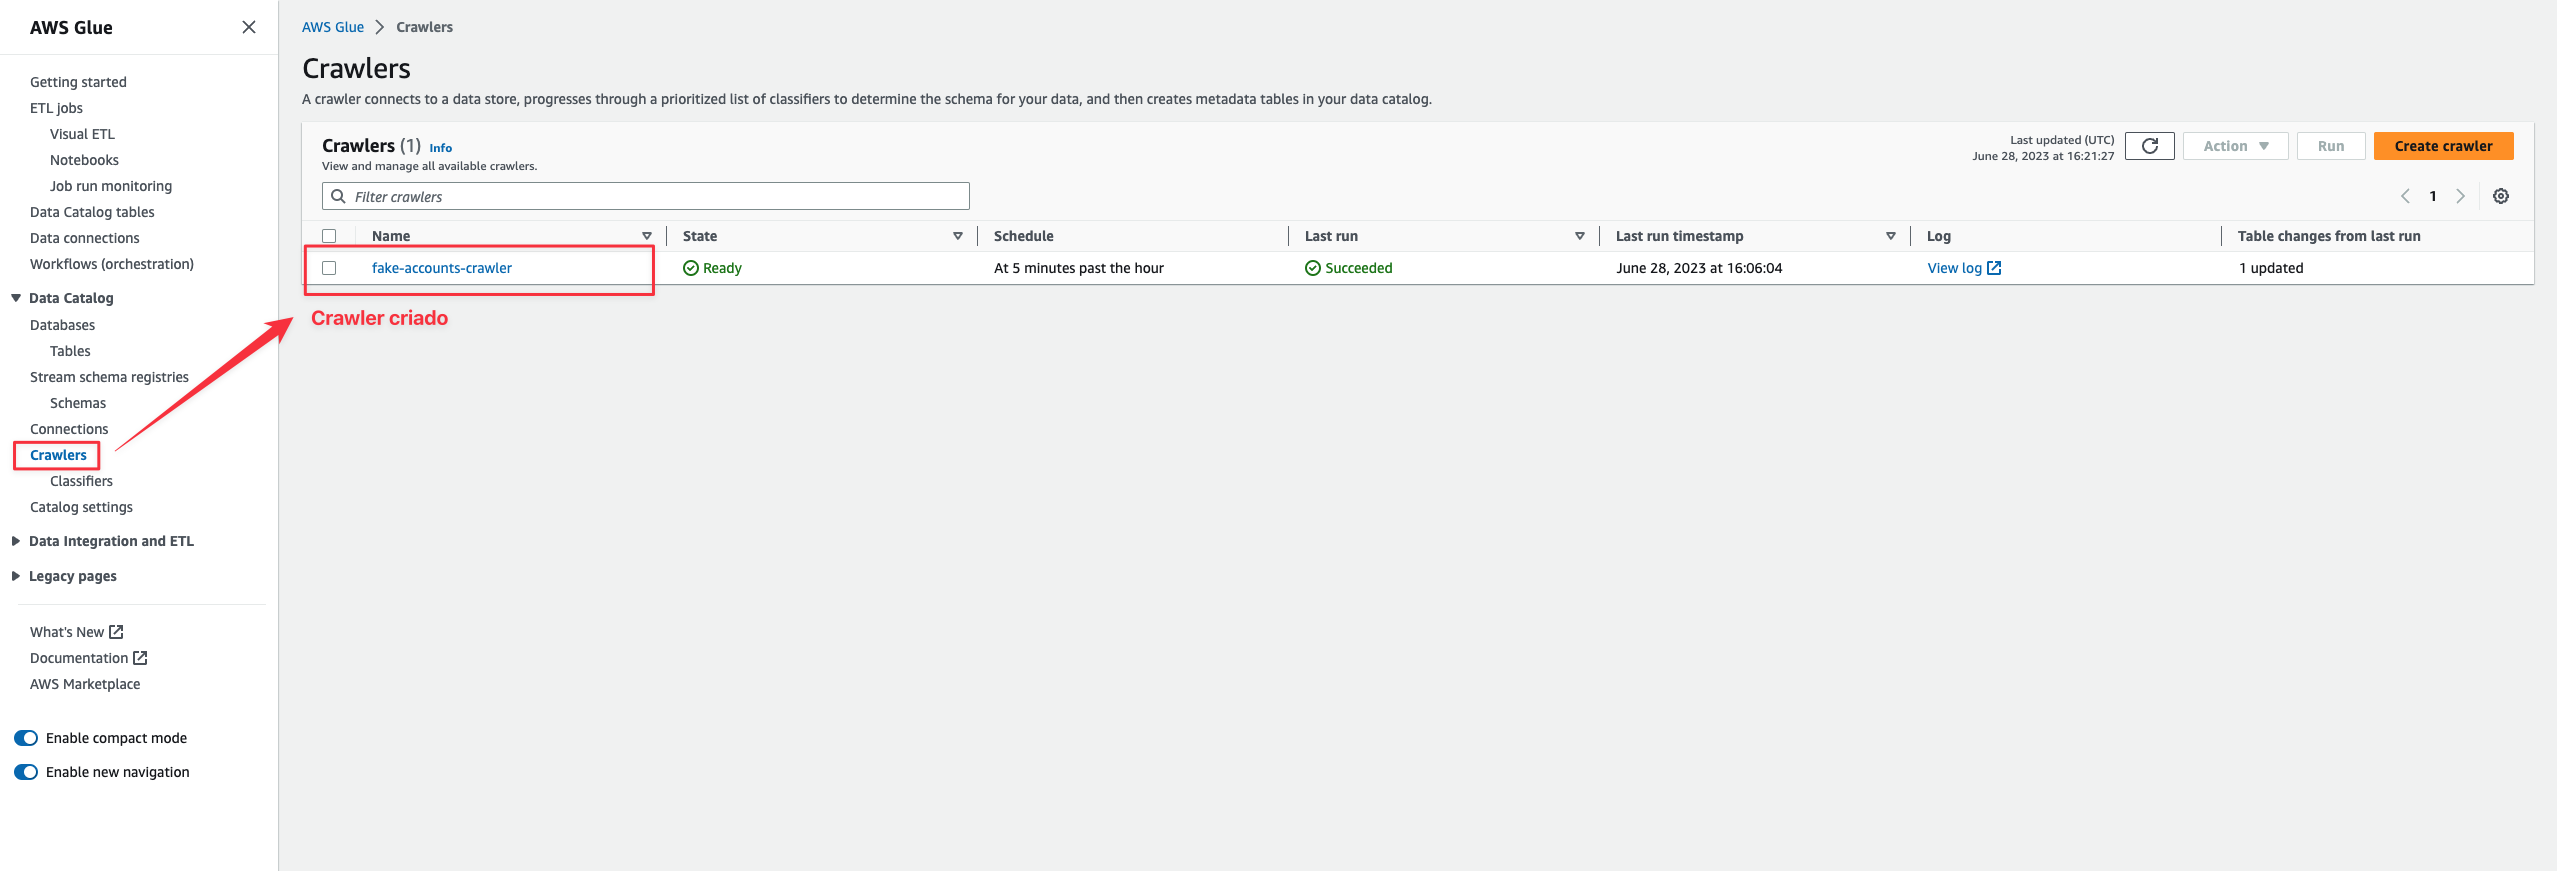 AWS Glue
Getting started
ETL jobs
Visual ETL
Notebooks
Job run monitoring
Data Catalog tables
Data connections
Workflows (orchestration)
Data Catalog
Databases
Tables
Stream schema registries
Schemas
Connections
Crawlers
Classifiers
Catalog settings
Data Integration and ETL
Legacy pages
What's New
Documentation
AWS Marketplace
Enable compact mode
Enable new navigation
AWS Glue > Crawlers
Crawlers
A crawler connects to a data store, progresses through a prioritized list of classifiers to determine the schema for your data, and then creates metadata tables in your data catalog.
Crawlers (1) Info
View and manage all available crawlers.
Last updated (UTC)
June 28, 2023 at 16:21:27
Action Run Create crawler
Filter crawlers
1
Name State Schedule Last run Last run timestamp Log Table changes from last run
fake-accounts-crawler Ready At 5 minutes past the hour Succeeded June 28, 2023 at 16:06:04 View log 1 updated
Crawler criado